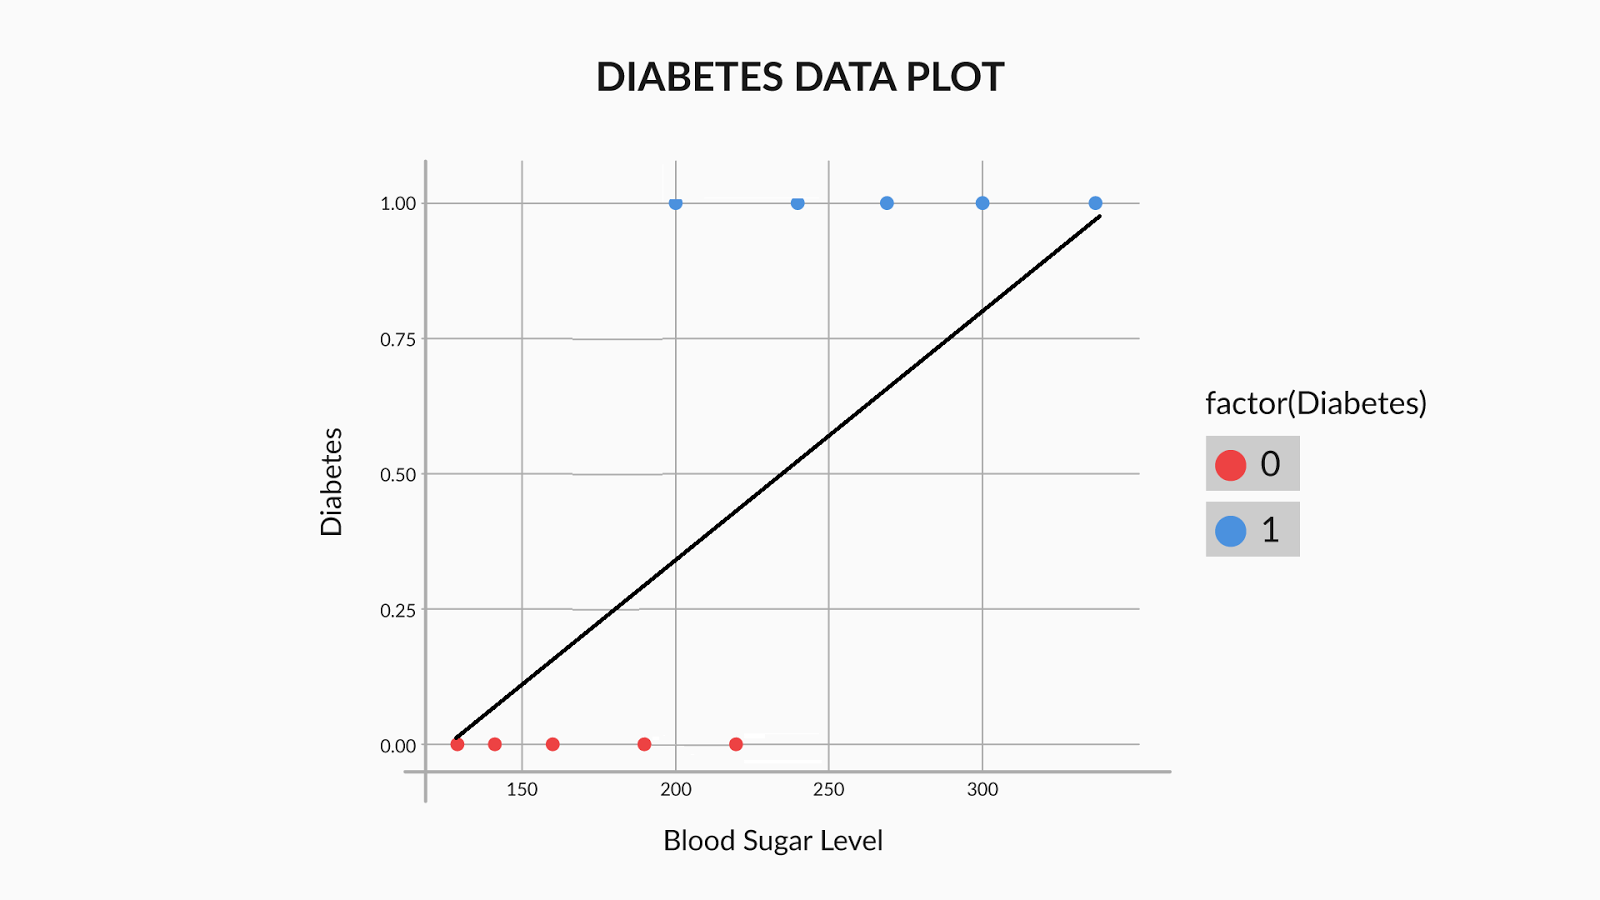 DIABETES DATA PLOT
1.00
0.75
0.50
0.25
0.00
Diabetes
150 200 250 300
Blood Sugar Level
factor(Diabetes)
0
1